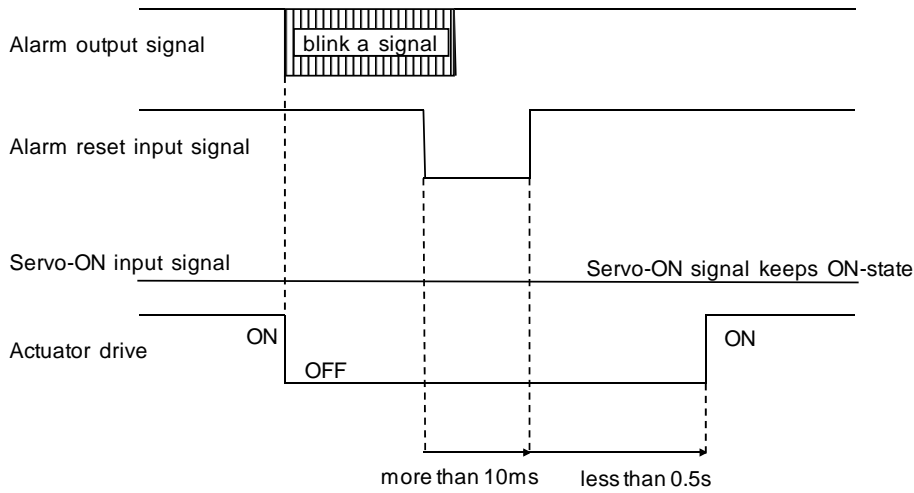 Alarm output signal
blink a signal
Alarm reset input signal
Servo-ON input signal
Servo-ON signal keeps ON-state
ON
ON
Actuator drive
OFF
more than 10ms
less than 0.5s